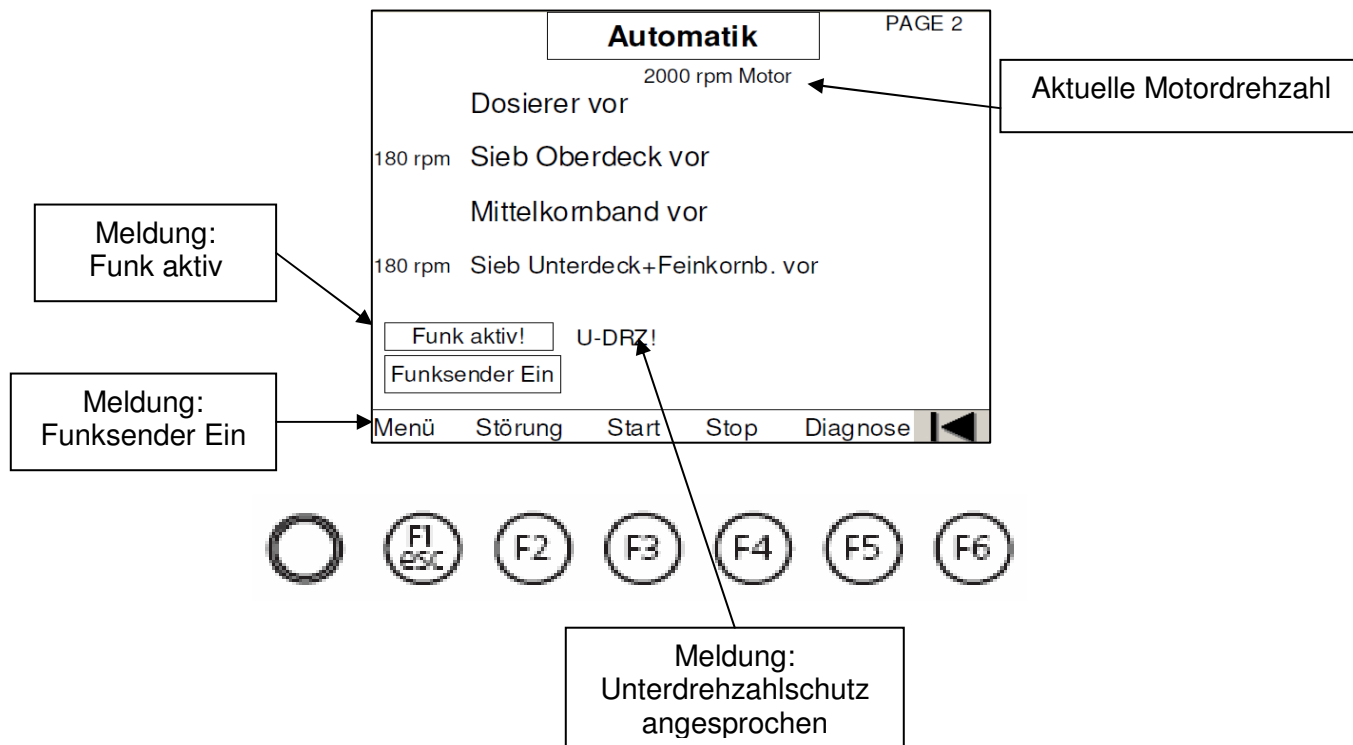 PAGE 2
Automatik
2000 rpm Motor
Aktuelle Motordrehzahl
Dosierer vor
180 rpm Sieb Oberdeck vor
Mittelkornband vor
Meldung:
Funk aktiv
180 rpm Sieb Unterdeck+Feinkornb. vor
Funk aktiv! U-DRZ!
Funksender Ein
Meldung:
Funksender Ein
Menü Störung Start Stop Diagnose
F1
esc
F2
F3
F4
F5
F6
Meldung:
Unterdrehzahlschutz
angesprochen